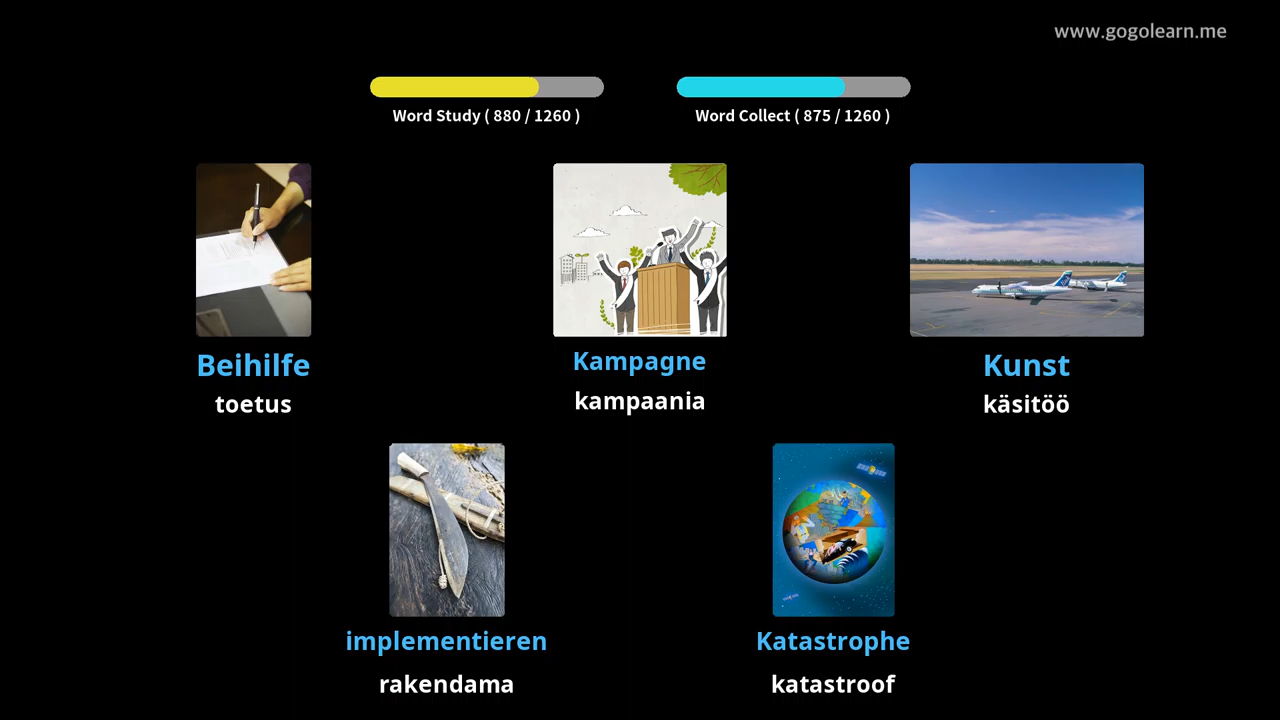 www.gogolearn.me
Word Study ( 880 / 1260 )
Word Collect ( 875 / 1260 )
Beihilfe
toetus
Kampagne
kampaania
Kunst
käsitöö
implementieren
rakendama
Katastrophe
katastroof